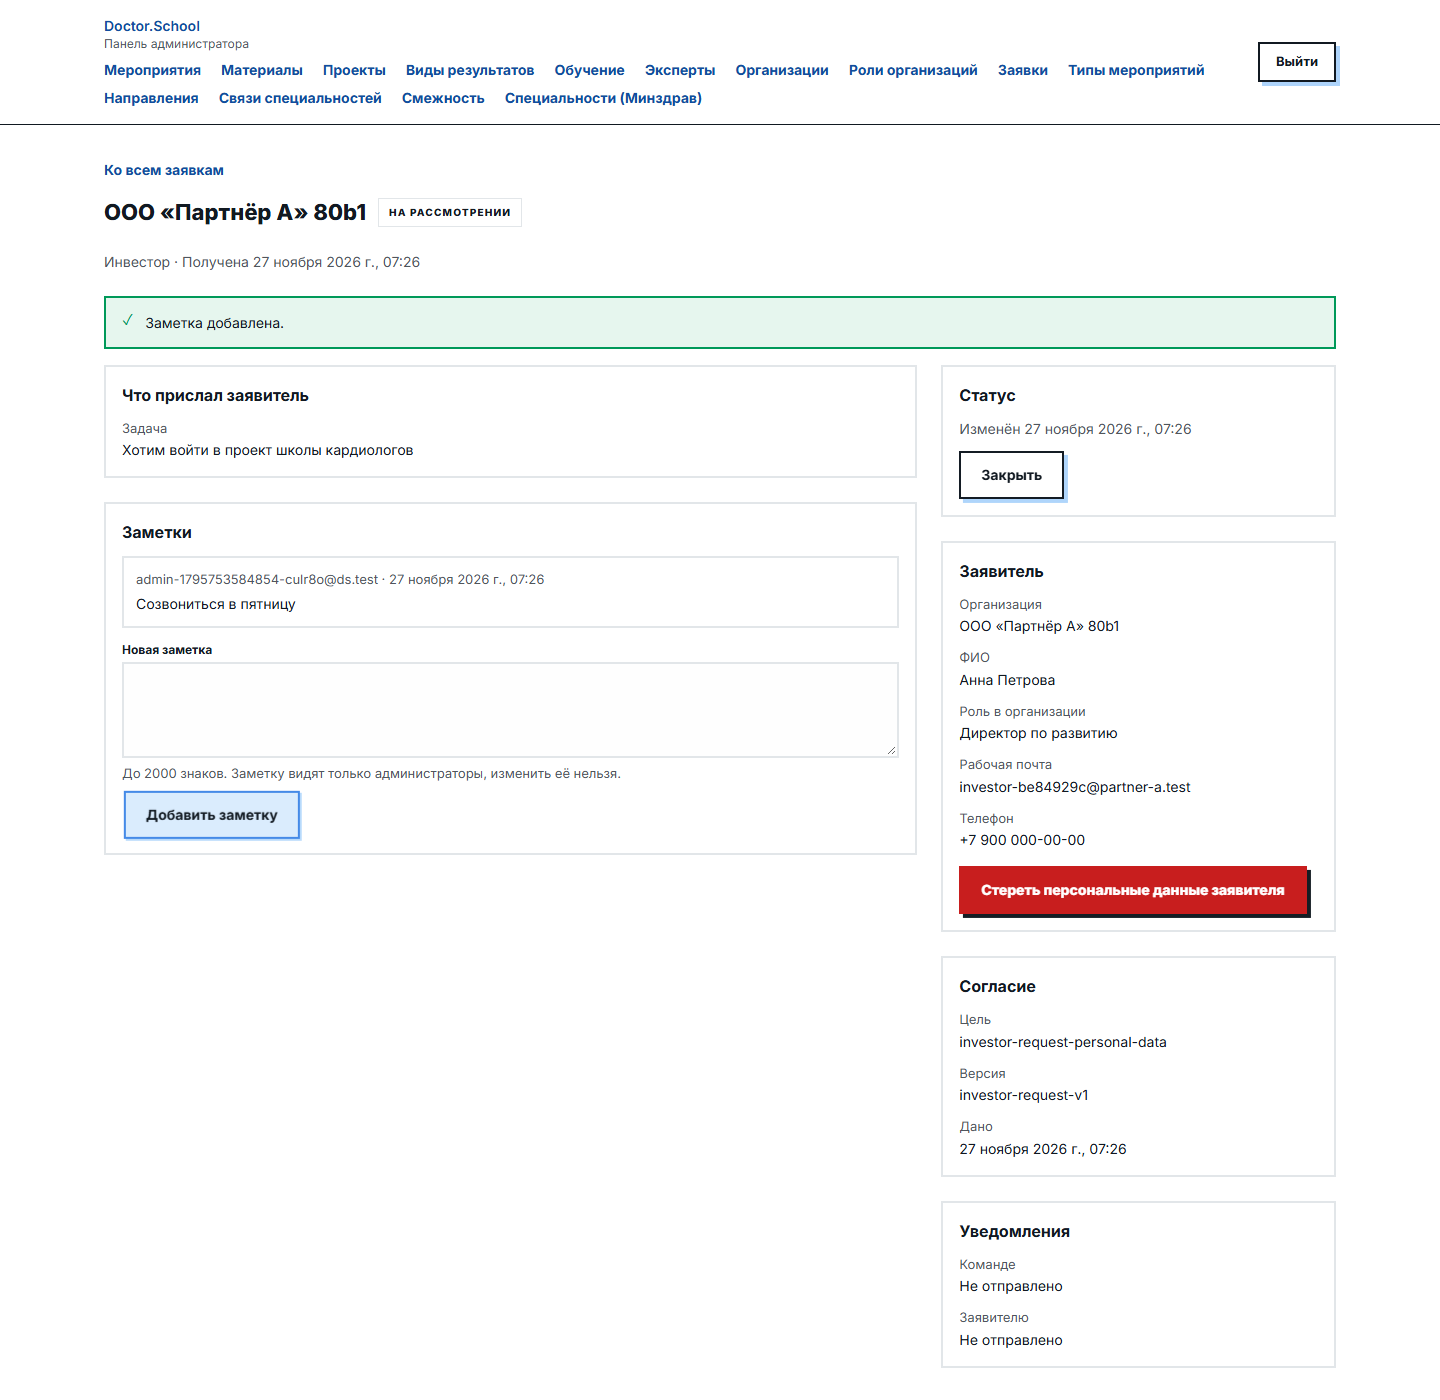 Doctor.School
Панель администратора
Мероприятия Материалы Проекты Виды результатов Обучение Эксперты Организации Роли организаций Заявки Типы мероприятий
Направления Связи специальностей Смежность Специальности (Минздрав)
Выйти
Ко всем заявкам
ООО «Партнёр А» 80b1 НА РАССМОТРЕНИИ
Инвестор · Получена 27 ноября 2026 г., 07:26
✓ Заметка добавлена.
Что прислал заявитель
Задача
Хотим войти в проект школы кардиологов
Заметки
admin-1795753584854-culr8o@ds.test · 27 ноября 2026 г., 07:26
Созвониться в пятницу
Новая заметка
До 2000 знаков. Заметку видят только администраторы, изменить её нельзя.
Добавить заметку
Статус
Изменён 27 ноября 2026 г., 07:26
Закрыть
Заявитель
Организация
ООО «Партнёр А» 80b1
ФИО
Анна Петрова
Роль в организации
Директор по развитию
Рабочая почта
investor-be84929c@partner-a.test
Телефон
+7 900 000-00-00
Стереть персональные данные заявителя
Согласие
Цель
investor-request-personal-data
Версия
investor-request-v1
Дано
27 ноября 2026 г., 07:26
Уведомления
Команде
Не отправлено
Заявителю
Не отправлено